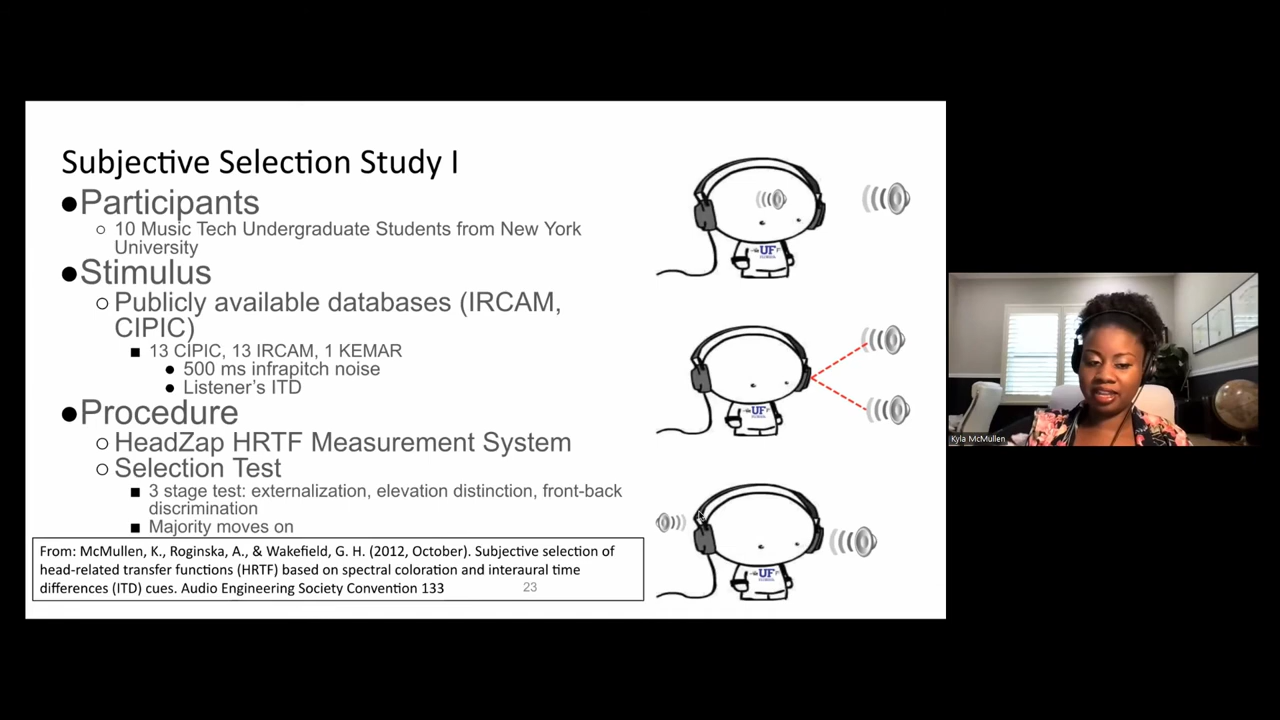 Subjective Selection Study I
●Participants
○ 10 Music Tech Undergraduate Students from New York
University
●Stimulus
○ Publicly available databases (IRCAM,
CIPIC)
■ 13 CIPIC, 13 IRCAM, 1 KEMAR
● 500 ms infrapitch noise
● Listener's ITD
●Procedure
○ HeadZap HRTF Measurement System
○ Selection Test
■ 3 stage test: externalization, elevation distinction, front-back
discrimination
■ Majority moves on
From: McMullen, K., Roginska, A., & Wakefield, G. H. (2012, October). Subjective selection of
head-related transfer functions (HRTF) based on spectral coloration and interaural time
differences (ITD) cues. Audio Engineering Society Convention 133
23
UF
UF
UF
Kyla McMullen